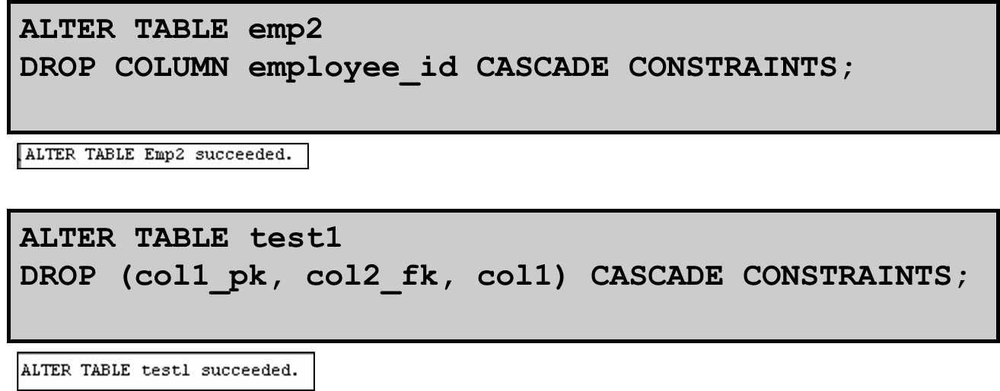 ALTER TABLE emp2
DROP COLUMN employee_id CASCADE CONSTRAINTS;
ALTER TABLE Emp2 succeeded.
ALTER TABLE test1
DROP (col1_pk, col2_fk, col1) CASCADE CONSTRAINTS;
ALTER TABLE test1 succeeded.